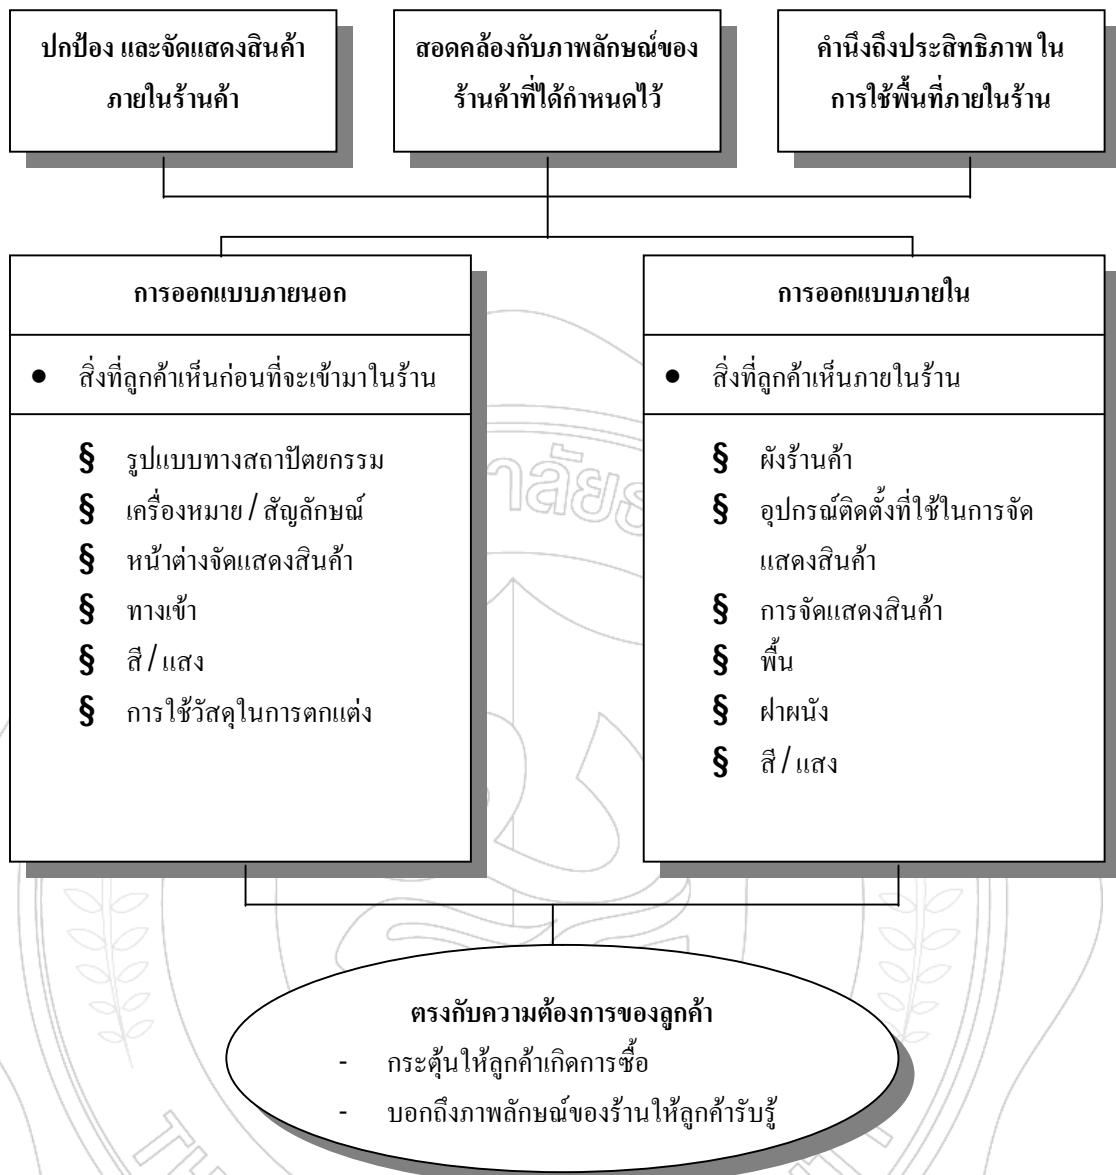 ปกป้อง และจัดแสดงสินค้า
ภายในร้านค้า
สอดคล้องกับภาพลักษณ์ของ
ร้านค้าที่ได้กำหนดไว้
คำนึงถึงประสิทธิภาพ ใน
การใช้พื้นที่ภายในร้าน
การออกแบบภายนอก
● สิ่งที่ลูกค้าเห็นก่อนที่จะเข้ามาในร้าน
§ รูปแบบทางสถาปัตยกรรม
§ เครื่องหมาย / สัญลักษณ์
§ หน้าต่างจัดแสดงสินค้า
§ ทางเข้า
§ สี / แสง
§ การใช้วัสดุในการตกแต่ง
การออกแบบภายใน
● สิ่งที่ลูกค้าเห็นภายในร้าน
§ ผังร้านค้า
§ อุปกรณ์ติดตั้งที่ใช้ในการจัด
แสดงสินค้า
§ การจัดแสดงสินค้า
§ พื้น
§ ฝาผนัง
§ สี / แสง
ตรงกับความต้องการของลูกค้า
- กระตุ้นให้ลูกค้าเกิดการซื้อ
- บอกถึงภาพลักษณ์ของร้านให้ลูกค้ารับรู้